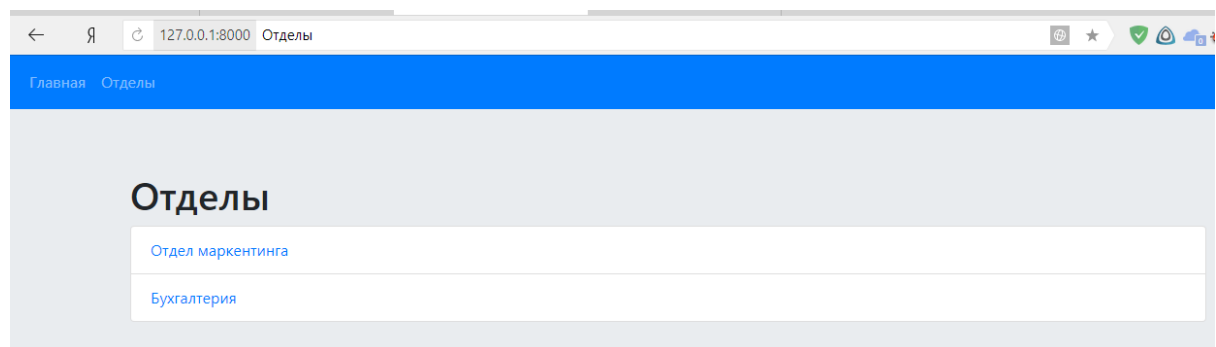 Я 127.0.0.1:8000 Отделы
Главная Отделы
Отделы
Отдел маркентинга
Бухгалтерия